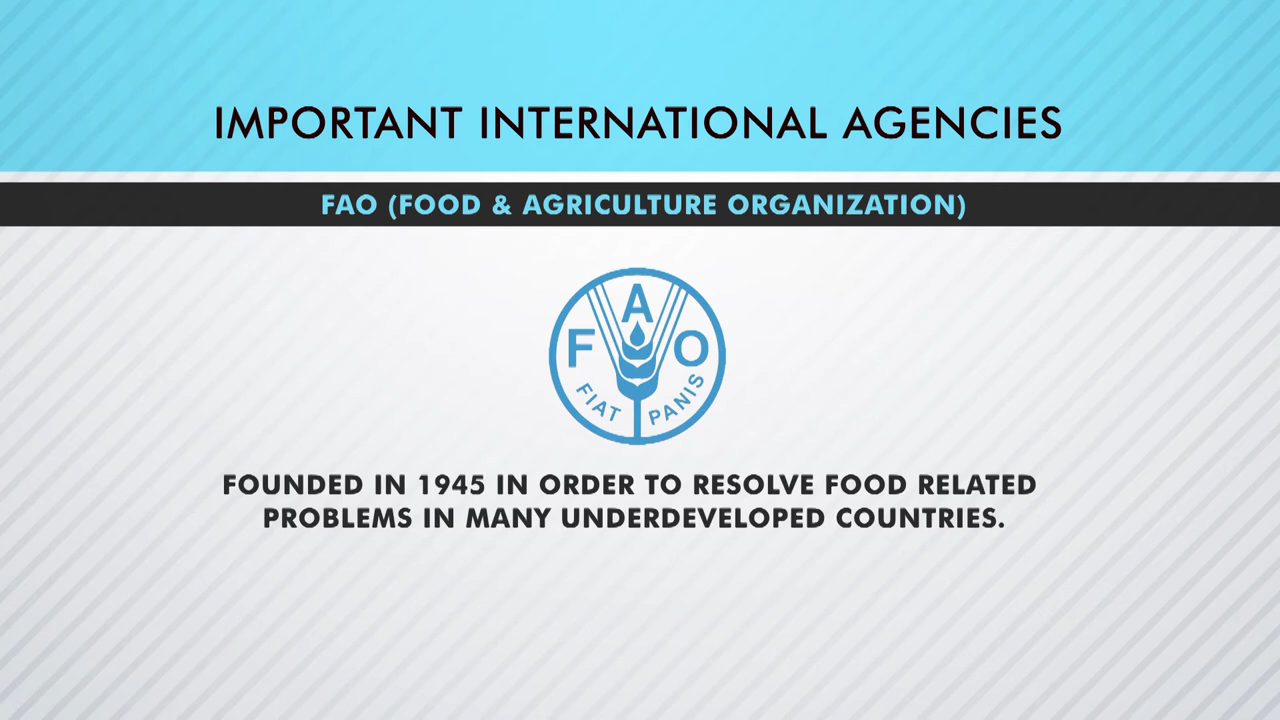 IMPORTANT INTERNATIONAL AGENCIES
FAO (FOOD & AGRICULTURE ORGANIZATION)
F A O
FIAT PANIS
FOUNDED IN 1945 IN ORDER TO RESOLVE FOOD RELATED
PROBLEMS IN MANY UNDERDEVELOPED COUNTRIES.